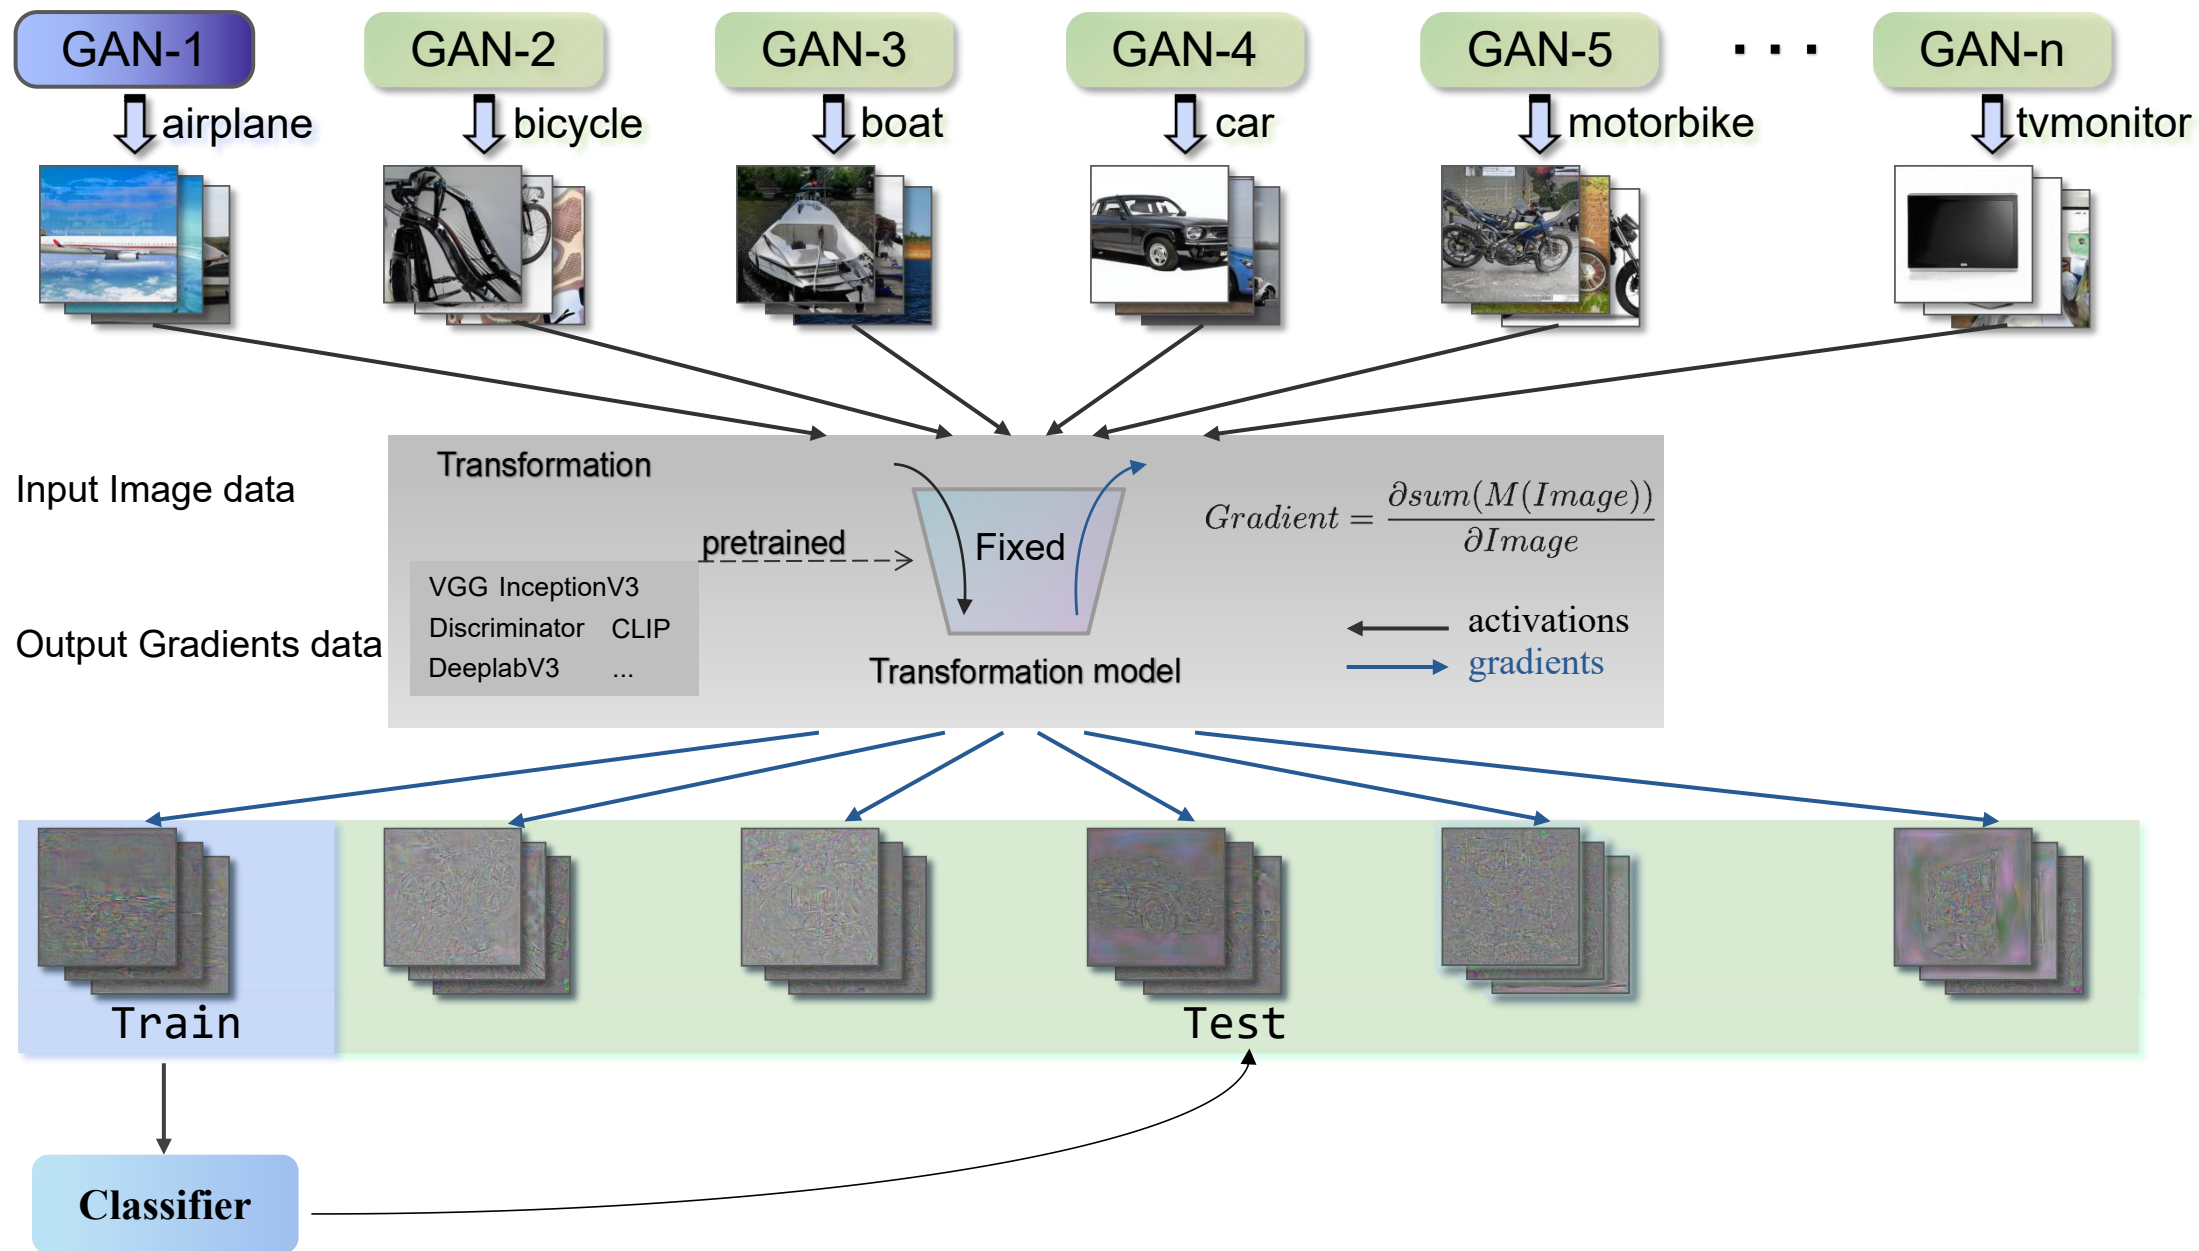 GAN-1 GAN-2 GAN-3 GAN-4 GAN-5 ... GAN-n
airplane bicycle boat car motorbike tvmonitor
Transformation
Input Image data
Gradient = ∂sum(M(Image)) / ∂Image
pretrained
Fixed
VGG InceptionV3
Discriminator CLIP
DeeplabV3 ...
activations
Output Gradients data
gradients
Transformation model
Train
Test
Classifier